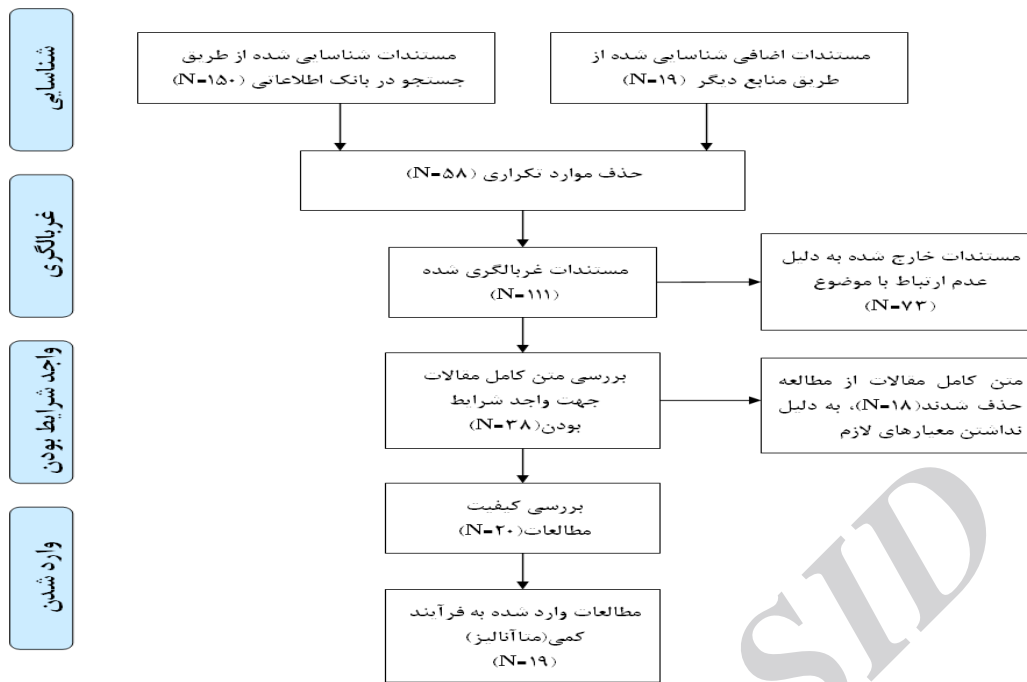 شناسایی
مستندات شناسایی شده از طریق
جستجو در بانک اطلاعاتی (N=۱۵۰)
مستندات اضافی شناسایی شده از
طریق منابع دیگر (N=۱۹)
حذف موارد تکراری (N=۵۸)
غربالگری
مستندات غربالگری شده
(N=۱۱۱)
مستندات خارج شده به دلیل
عدم ارتباط با موضوع
(N=۷۳)
واجد شرایط بودن
بررسی متن کامل مقالات
جهت واجد شرایط
بودن(N=۳۸)
متن کامل مقالات از مطالعه
حذف شدند(N=۱۸)، به دلیل
نداشتن معیارهای لازم
بررسی کیفیت
مطالعات(N=۲۰)
وارد شدن
مطالعات وارد شده به فرآیند
کمی(متاآنالیز)
(N=۱۹)
SID